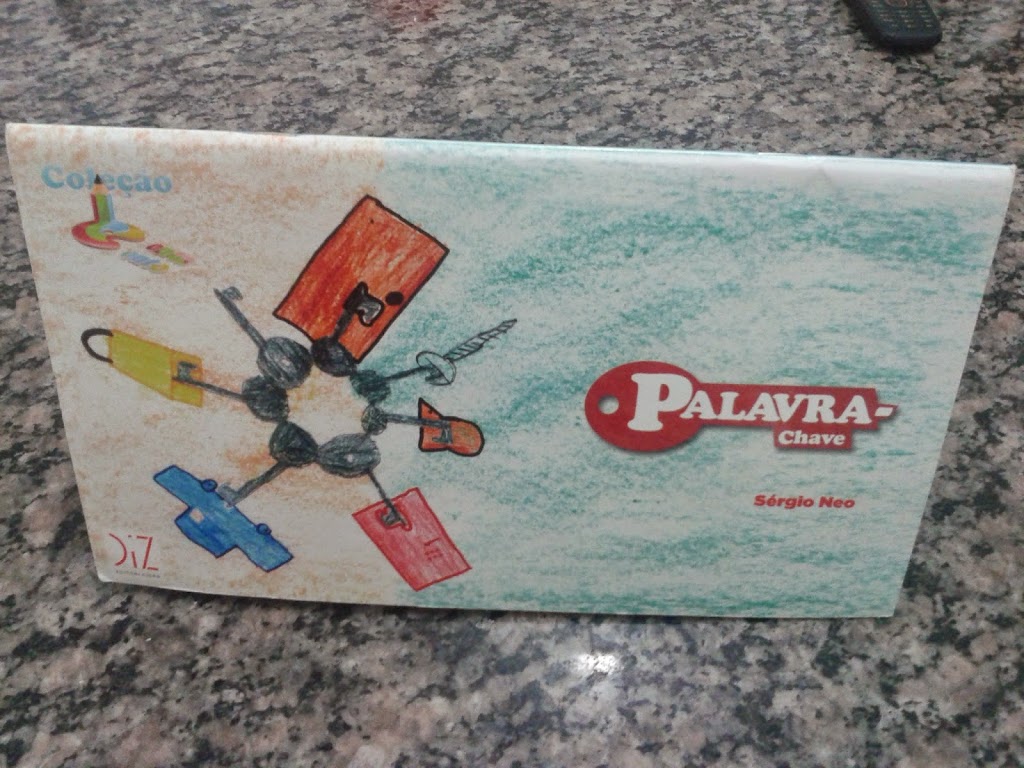 Coleção
PALAVRA-
Chave
Sérgio Neo
DIZ